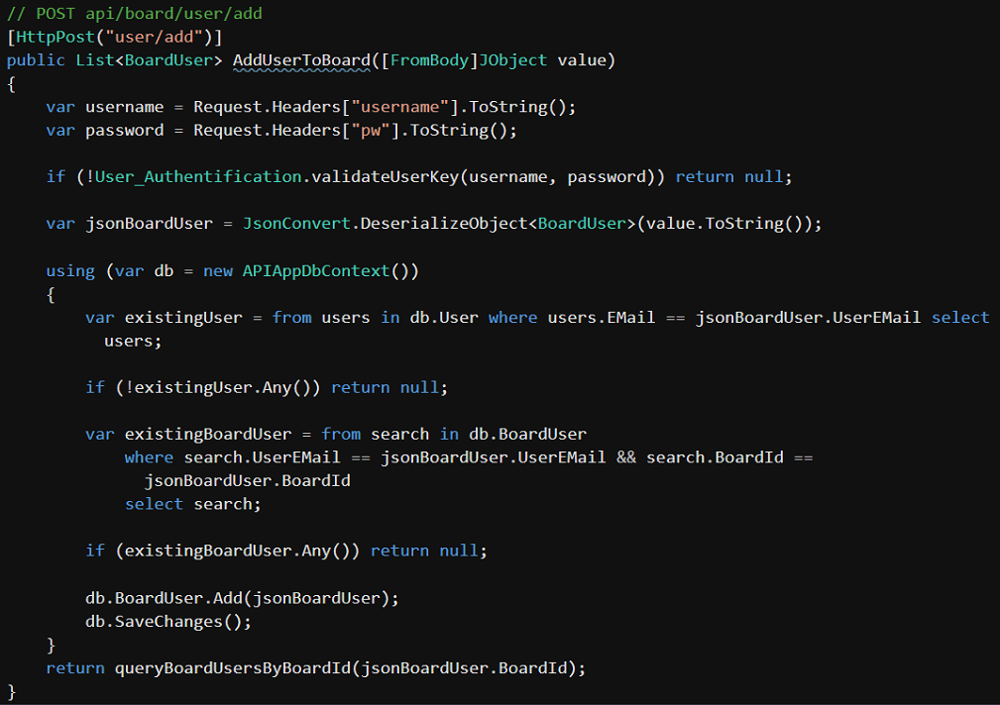 // POST api/board/user/add
[HttpPost("user/add")]
public List<BoardUser> AddUserToBoard([FromBody]JObject value)
{
    var username = Request.Headers["username"].ToString();
    var password = Request.Headers["pw"].ToString();

    if (!User_Authentification.validateUserKey(username, password)) return null;

    var jsonBoardUser = JsonConvert.DeserializeObject<BoardUser>(value.ToString());

    using (var db = new APIAppDbContext())
    {
        var existingUser = from users in db.User where users.EMail == jsonBoardUser.UserEMail select
          users;

        if (!existingUser.Any()) return null;

        var existingBoardUser = from search in db.BoardUser
            where search.UserEMail == jsonBoardUser.UserEMail && search.BoardId ==
              jsonBoardUser.BoardId
            select search;

        if (existingBoardUser.Any()) return null;

        db.BoardUser.Add(jsonBoardUser);
        db.SaveChanges();
    }
    return queryBoardUsersByBoardId(jsonBoardUser.BoardId);
}